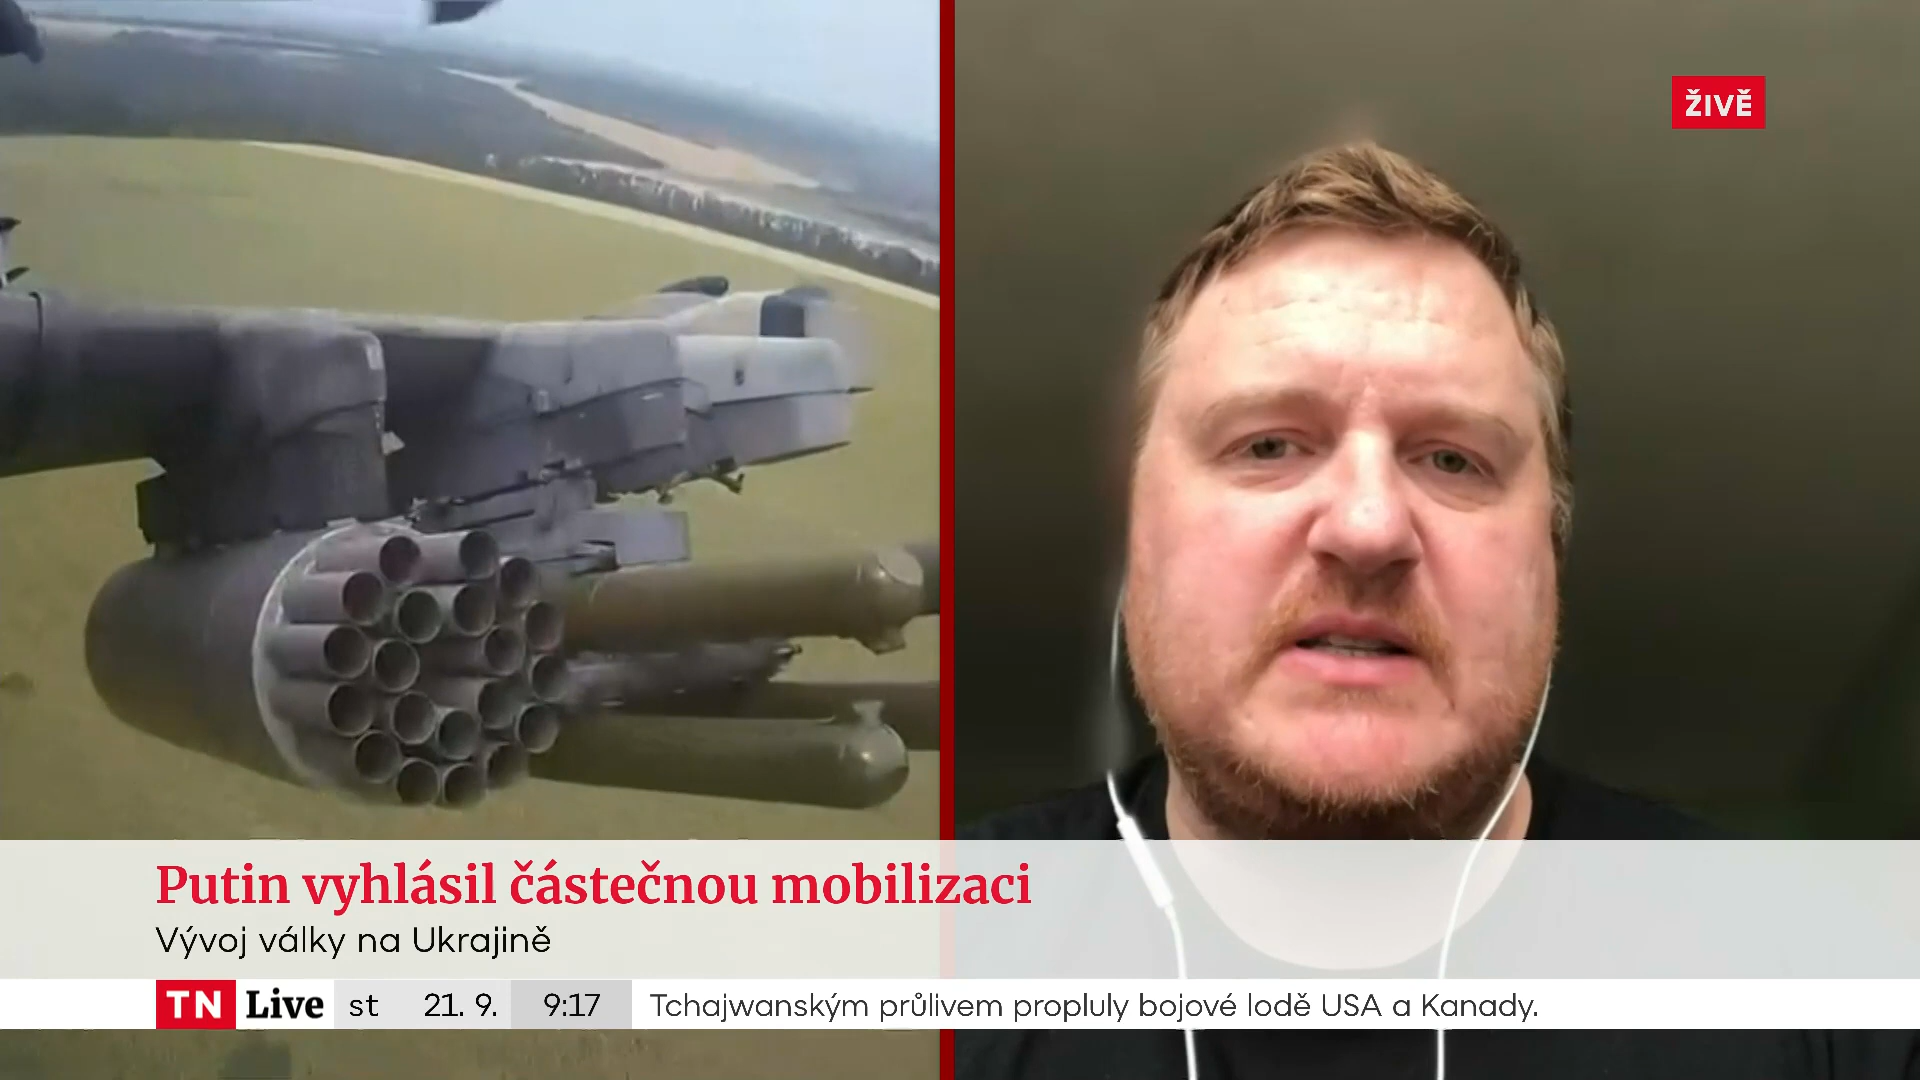 ŽIVĚ
Putin vyhlásil částečnou mobilizaci
Vývoj války na Ukrajině
TN Live st 21. 9. 9:17 Tchajwanským průlivem propluly bojové lodě USA a Kanady.